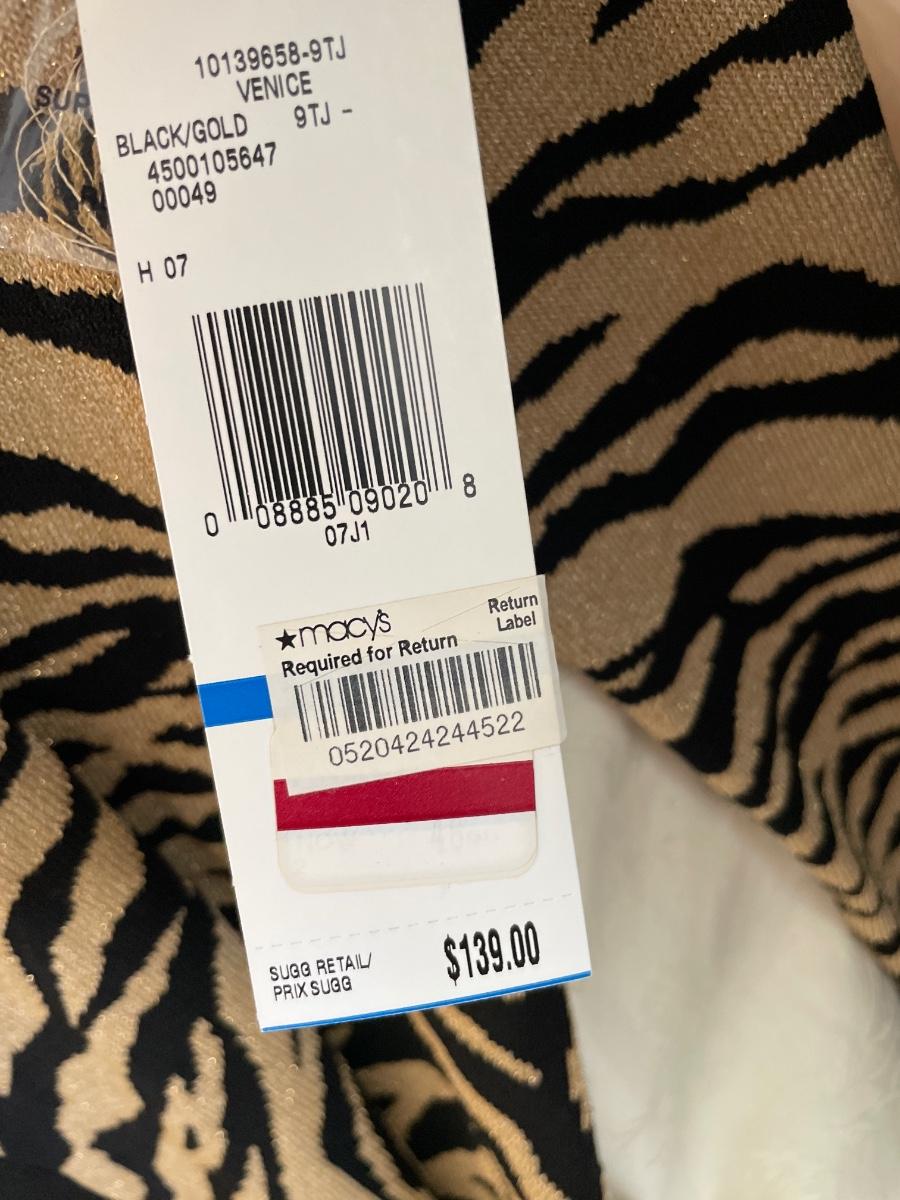 10139658-9TJ
VENICE
BLACK/GOLD 9TJ -
4500105647
00049
H 07
0 08885 09020 8
07J1
★macy's
Return
Label
Required for Return
0520424244522
SUGG RETAIL/
PRIX SUGG
$139.00
SUP